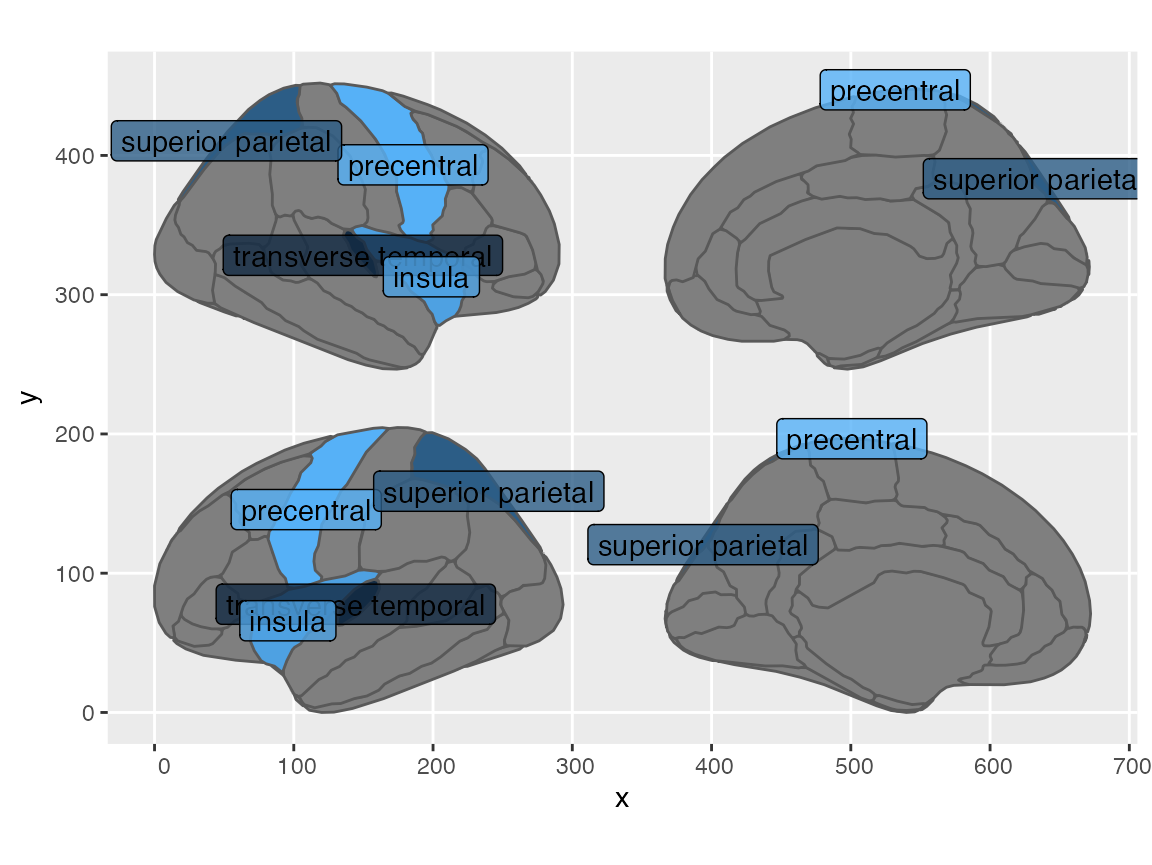 precentral
superior parietal
precentral
superior parieta
transverse temporal
insula
400
300
200
100
0
y
precentral
superior parietal
precentral
superior parietal
transverse temporal
insula
0 100 200 300 400 500 600 700
x